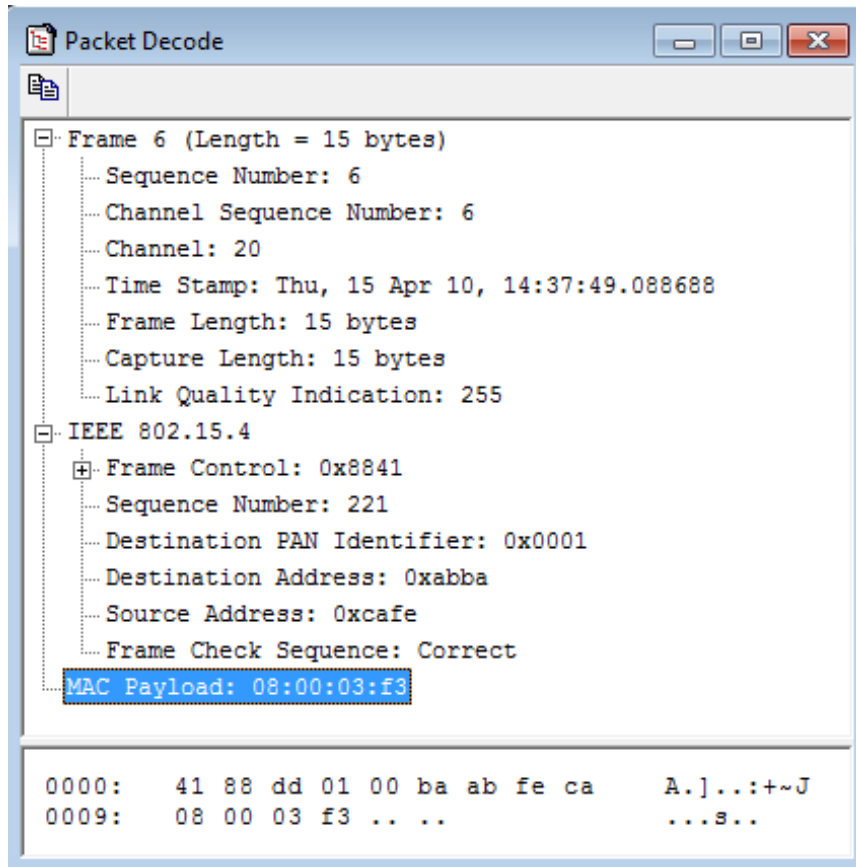 Packet Decode
Frame 6 (Length = 15 bytes)
Sequence Number: 6
Channel Sequence Number: 6
Channel: 20
Time Stamp: Thu, 15 Apr 10, 14:37:49.088688
Frame Length: 15 bytes
Capture Length: 15 bytes
Link Quality Indication: 255
IEEE 802.15.4
Frame Control: 0x8841
Sequence Number: 221
Destination PAN Identifier: 0x0001
Destination Address: 0xabba
Source Address: 0xcafe
Frame Check Sequence: Correct
MAC Payload: 08:00:03:f3
0000: 41 88 dd 01 00 ba ab fe ca A.]..:+~J
0009: 08 00 03 f3 .. .. ...s..